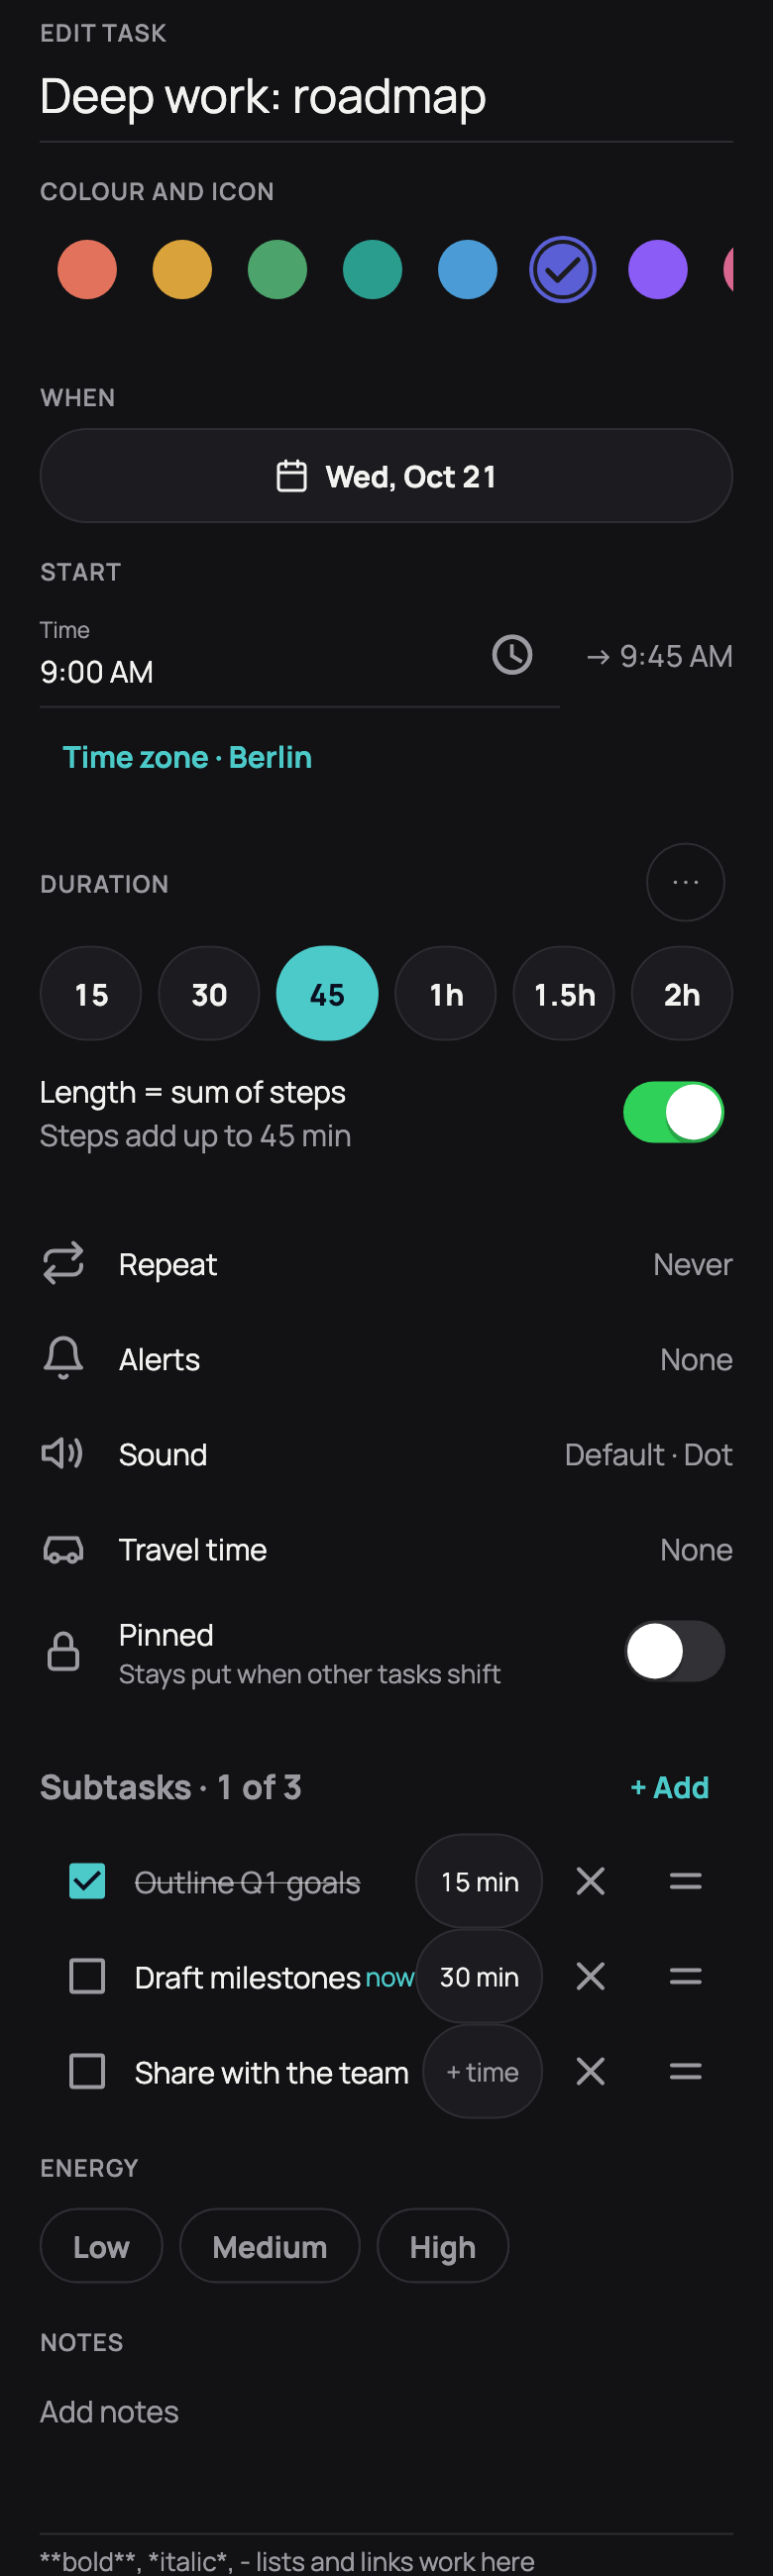 EDIT TASK
Deep work: roadmap
COLOUR AND ICON
WHEN
Wed, Oct 21
START
Time
9:00 AM
→ 9:45 AM
Time zone · Berlin
DURATION
...
15 30 45 1h 1.5h 2h
Length = sum of steps
Steps add up to 45 min
Repeat Never
Alerts None
Sound Default · Dot
Travel time None
Pinned
Stays put when other tasks shift
Subtasks · 1 of 3 + Add
Outline Q1 goals 15 min
Draft milestones now 30 min
Share with the team + time
ENERGY
Low Medium High
NOTES
Add notes
**bold**, *italic*, - lists and links work here